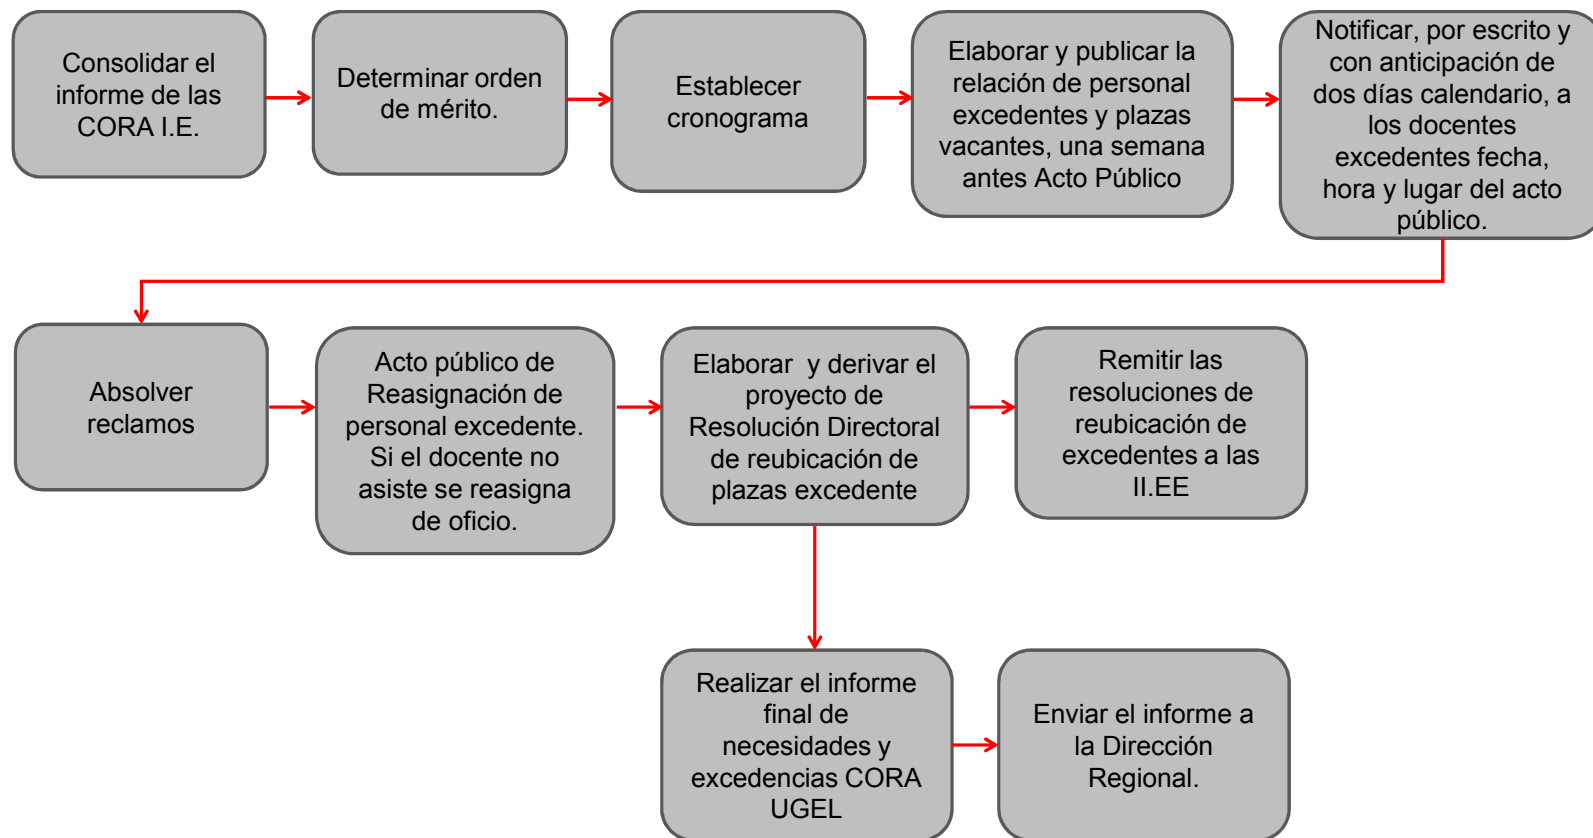 Consolidar el
informe de las
CORA I.E.
Determinar orden
de mérito.
Establecer
cronograma
Elaborar y publicar la
relación de personal
excedentes y plazas
vacantes, una semana
antes Acto Público
Notificar, por escrito y
con anticipación de
dos días calendario, a
los docentes
excedentes fecha,
hora y lugar del acto
público.
Absolver
reclamos
Acto público de
Reasignación de
personal excedente.
Si el docente no
asiste se reasigna
de oficio.
Elaborar y derivar el
proyecto de
Resolución Directoral
de reubicación de
plazas excedente
Remitir las
resoluciones de
reubicación de
excedentes a las
II.EE
Realizar el informe
final de
necesidades y
excedencias CORA
UGEL
Enviar el informe a
la Dirección
Regional.